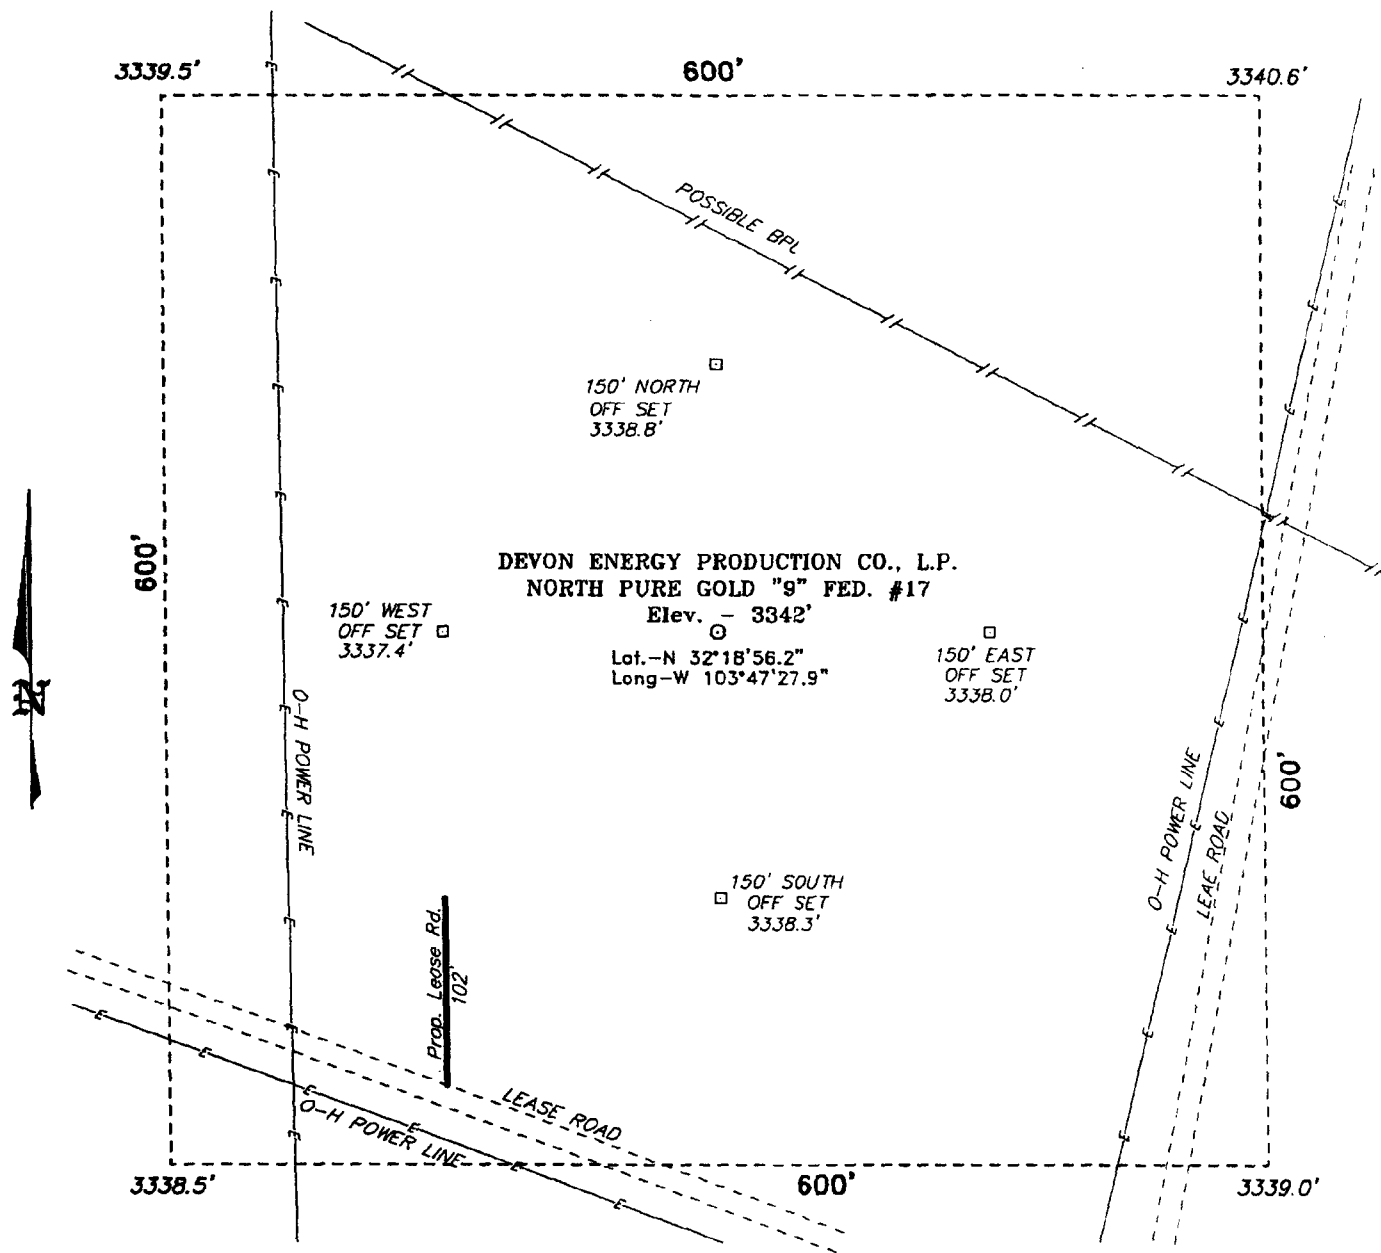 3339.5'
600'
3340.6'
POSSIBLE BPL
150' NORTH
OFF SET
3338.8'
600'
DEVON ENERGY PRODUCTION CO., L.P.
NORTH PURE GOLD "9" FED. #17
Elev. - 3342'
Lat.-N 32°18'56.2"
Long-W 103°47'27.9"
150' WEST
OFF SET
3337.4'
150' EAST
OFF SET
3338.0'
N
O-H POWER LINE
O-H POWER LINE
LEAE ROAD
600'
150' SOUTH
OFF SET
3338.3'
Prop. Lease Rd.
102'
LEASE ROAD
O-H POWER LINE
3338.5'
600'
3339.0'